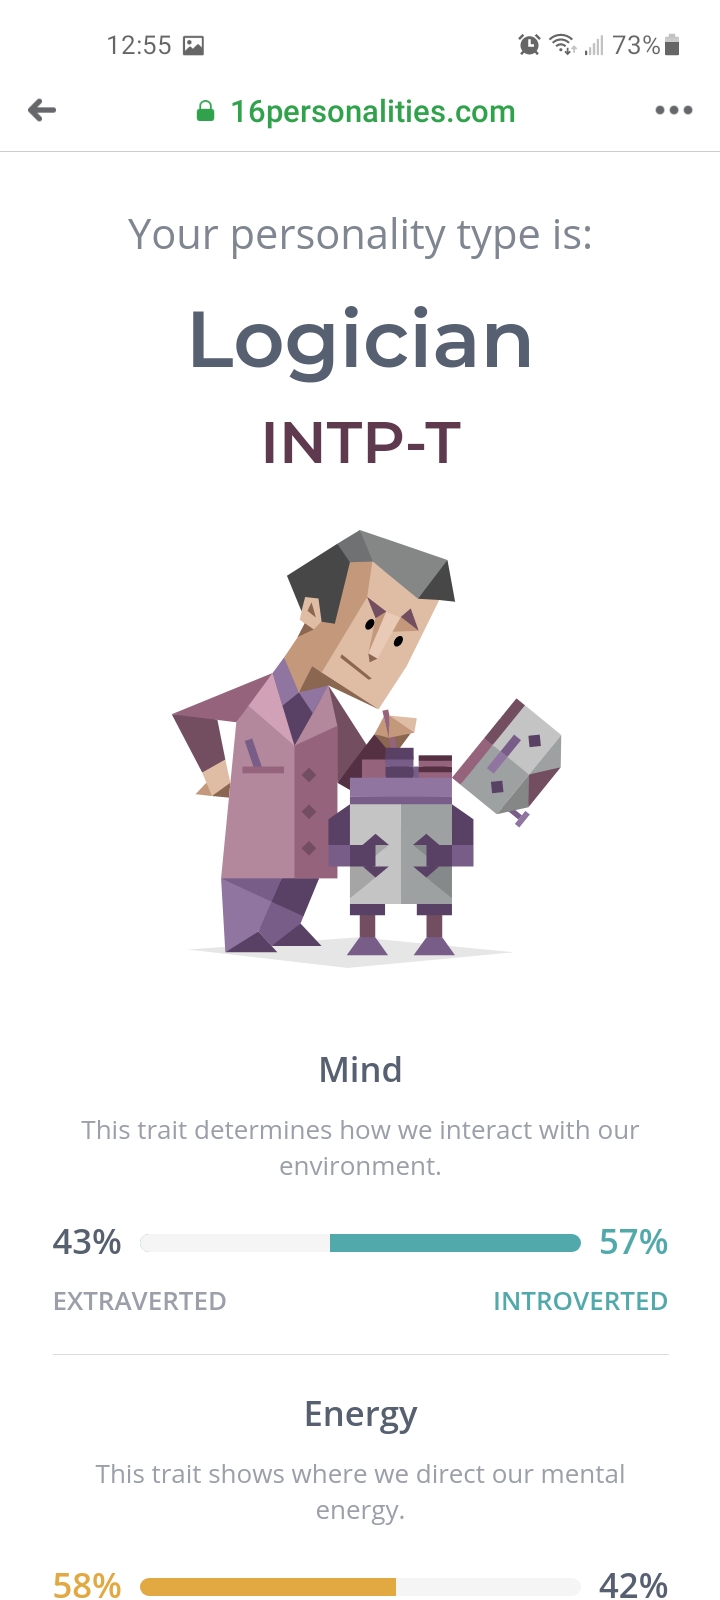 12:55 73%
16personalities.com
Your personality type is:
Logician
INTP-T
Mind
This trait determines how we interact with our
environment.
43% 57%
EXTRAVERTED INTROVERTED
Energy
This trait shows where we direct our mental
energy.
58% 42%